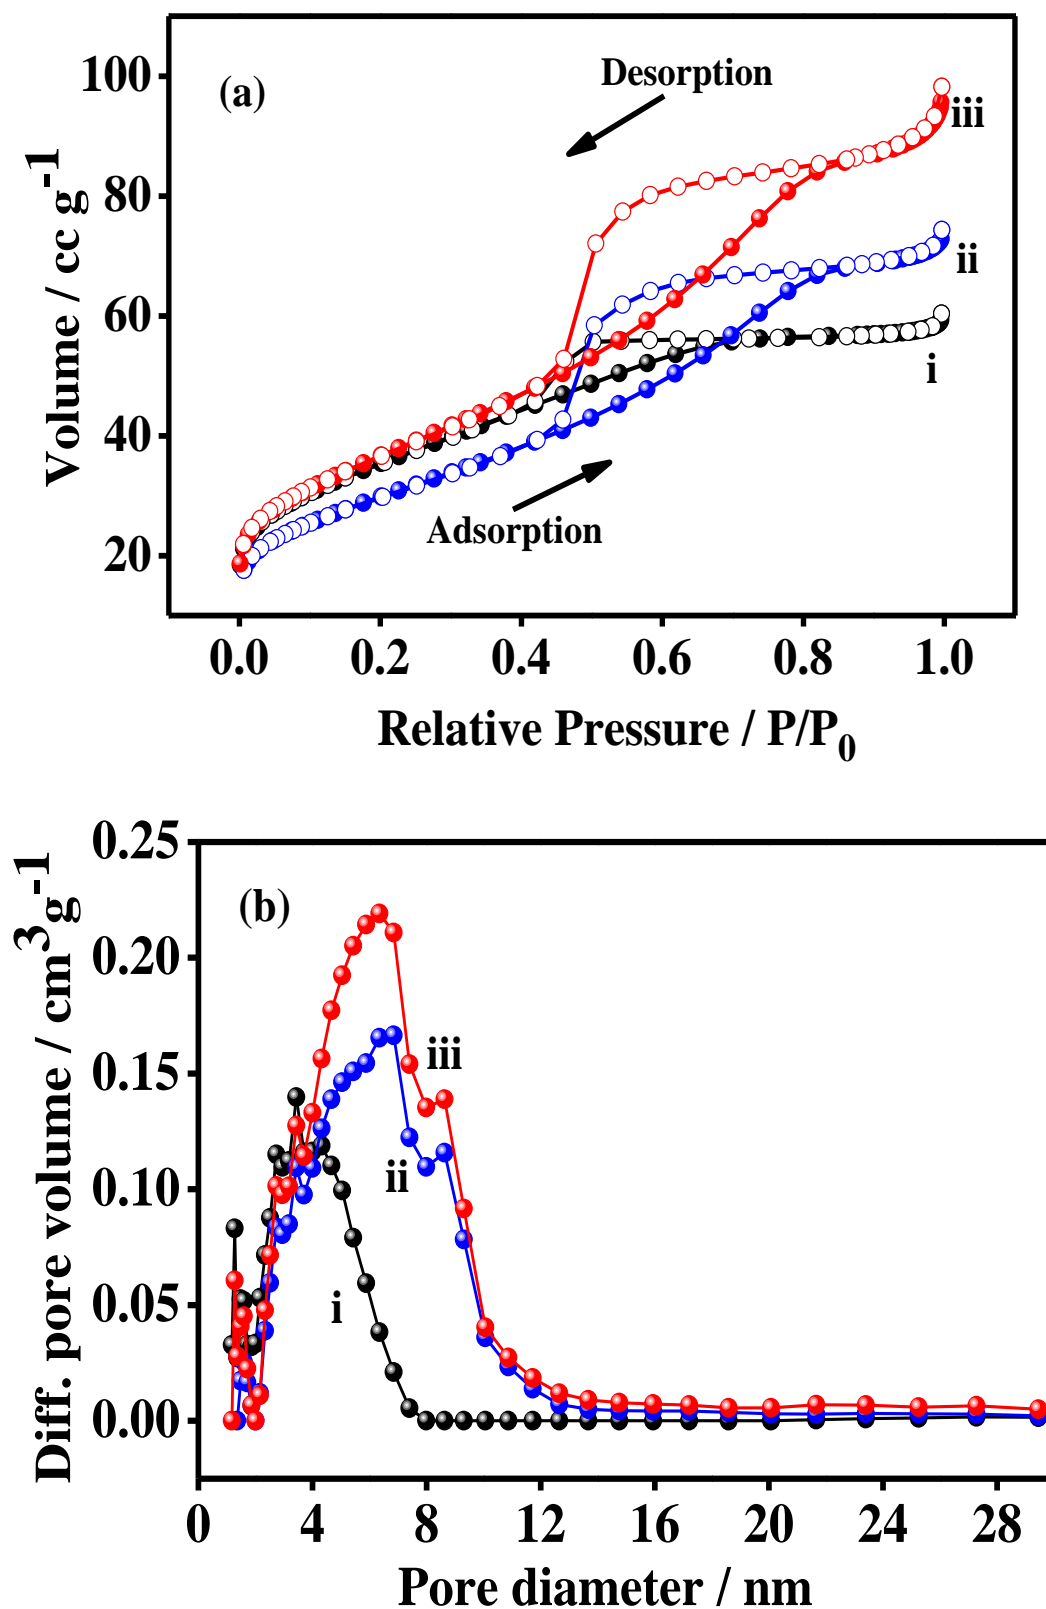 (a)
Desorption
Adsorption
iii
ii
i
100
80
60
40
20
Volume / cc g-1
0.0 0.2 0.4 0.6 0.8 1.0
Relative Pressure / P/P0
(b)
iii
ii
i
0.25
0.20
0.15
0.10
0.05
0.00
Diff. pore volume / cm3g-1
0 4 8 12 16 20 24 28
Pore diameter / nm